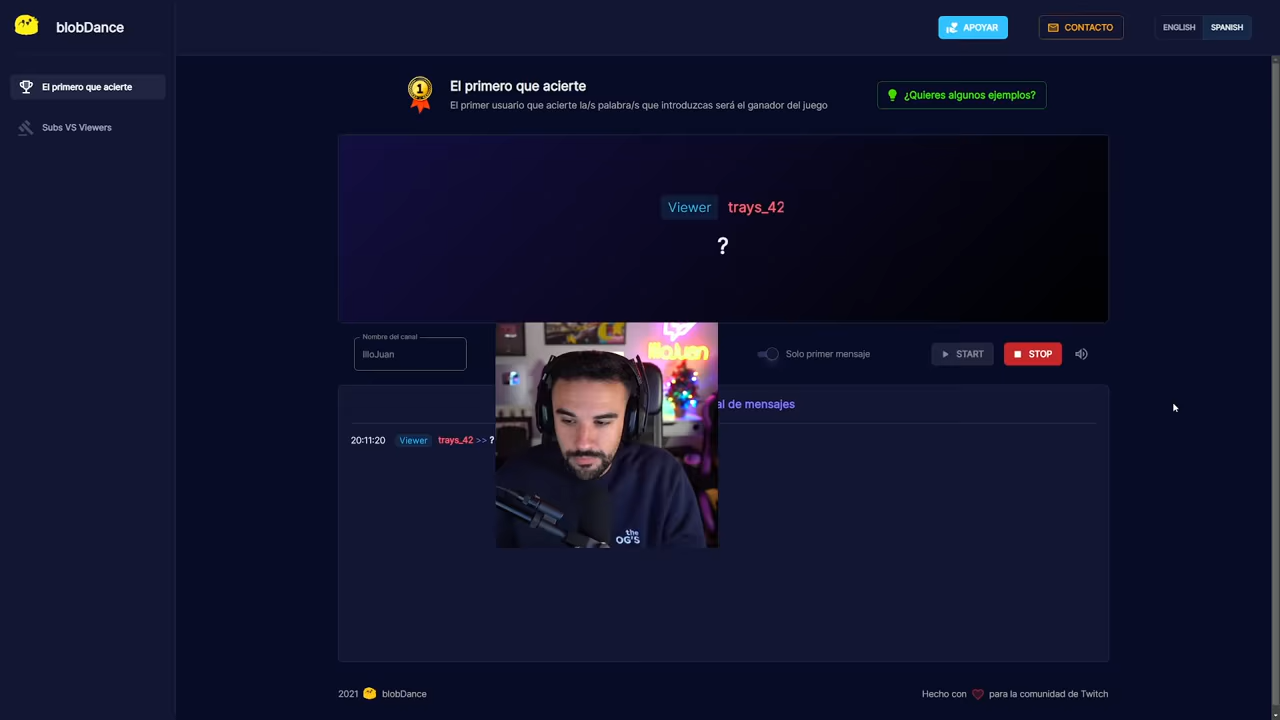 blobDance
APOYAR
CONTACTO
ENGLISH
SPANISH
El primero que acierte
Subs VS Viewers
1
El primero que acierte
El primer usuario que acierte la/s palabra/s que introduzcas será el ganador del juego
¿Quieres algunos ejemplos?
Viewer trays_42
?
Nombre del canal
IlloJuan
Solo primer mensaje
START
STOP
illoJuan
al de mensajes
20:11:20 Viewer trays_42 >> ?
the
OG'S
2021 blobDance
Hecho con para la comunidad de Twitch